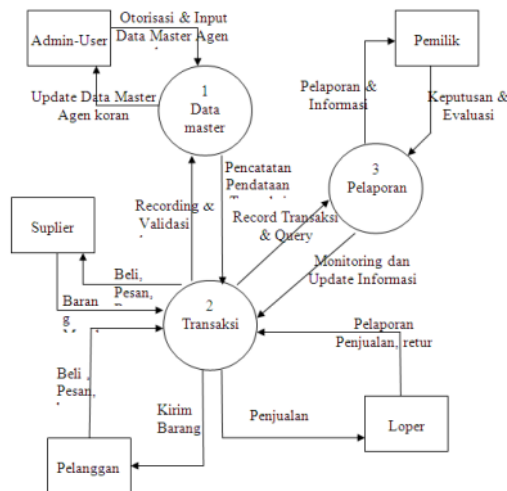 Admin-User
Otorisasi & Input
Data Master Agen
Update Data Master
Agen koran
1
Data
master
Pemilik
Pelaporan &
Informasi
Keputusan &
Evaluasi
3
Pelaporan
Pencatatan
Pendataan
Recording &
Validasi
Record Transaksi
& Query
Monitoring dan
Update Informasi
Suplier
Beli,
Pesan,
Baran
g
2
Transaksi
Beli ,
Pesan,
Kirim
Barang
Penjualan
Pelaporan
Penjualan, retur
Loper
Pelanggan